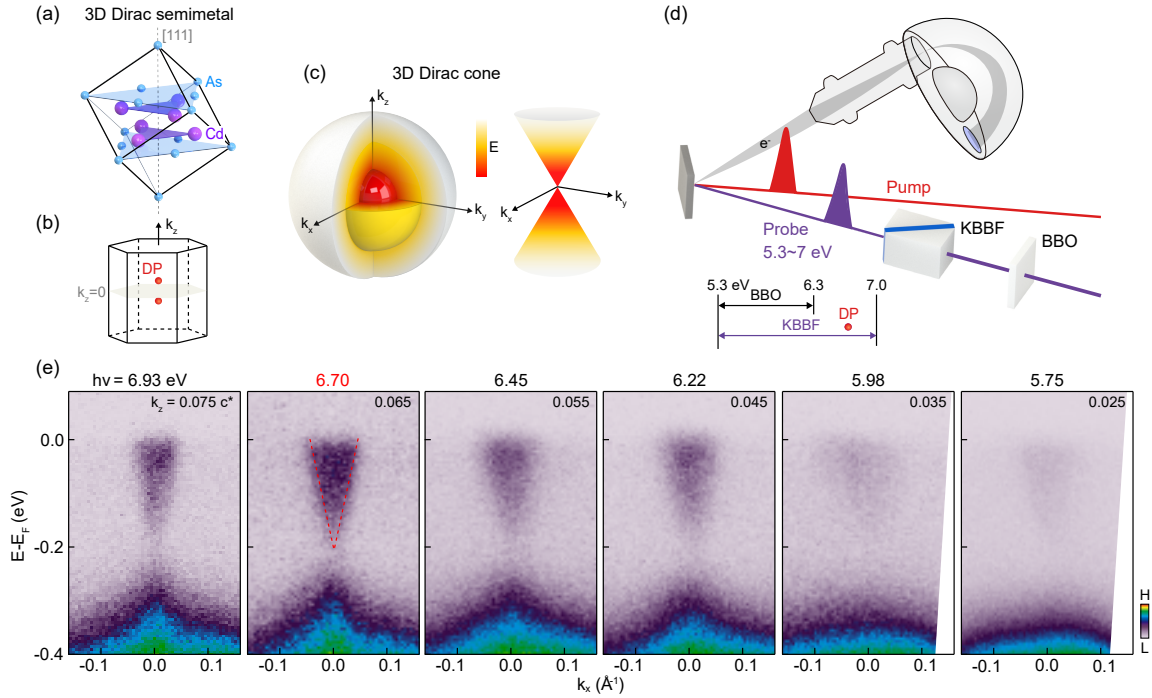 (a)
3D Dirac semimetal
[111]
As
Cd
(b)
k_z
DP
k_z=0
(c)
3D Dirac cone
k_z
k_x
k_y
E
k_x
k_y
(d)
e⁻
Pump
Probe
5.3~7 eV
KBBF
BBO
5.3 eV
6.3
7.0
BBO
DP
KBBF
(e)
hν = 6.93 eV
6.70
6.45
6.22
5.98
5.75
k_z = 0.075 c*
0.065
0.055
0.045
0.035
0.025
E-E_F (eV)
0.0
-0.2
-0.4
H
L
-0.1 0.0 0.1
-0.1 0.0 0.1
-0.1 0.0 0.1
-0.1 0.0 0.1
-0.1 0.0 0.1
-0.1 0.0 0.1
k_x (Å⁻¹)